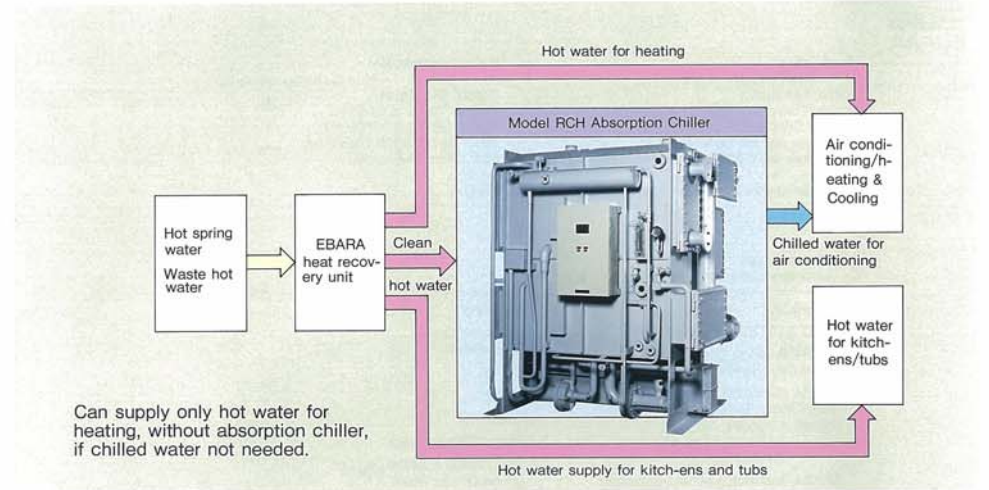 Hot water for heating
Model RCH Absorption Chiller
Air condi-
tioning/h-
eating &
Cooling
Hot spring
water
Waste hot
water
EBARA
heat recov-
ery unit
Clean
hot water
Chilled water for
air conditioning
Hot water
for kitch-
ens/tubs
Can supply only hot water for
heating, without absorption chiller,
if chilled water not needed.
Hot water supply for kitch-ens and tubs